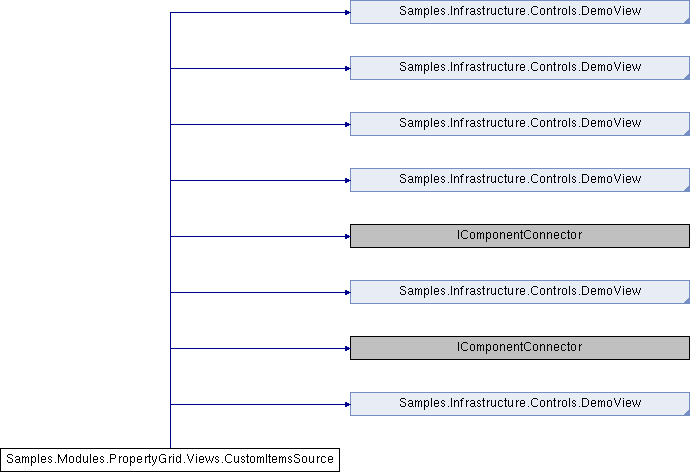 Samples.Infrastructure.Controls.DemoView
Samples.Infrastructure.Controls.DemoView
Samples.Infrastructure.Controls.DemoView
Samples.Infrastructure.Controls.DemoView
IComponentConnector
Samples.Infrastructure.Controls.DemoView
IComponentConnector
Samples.Infrastructure.Controls.DemoView
Samples.Modules.PropertyGrid.Views.CustomItemsSource